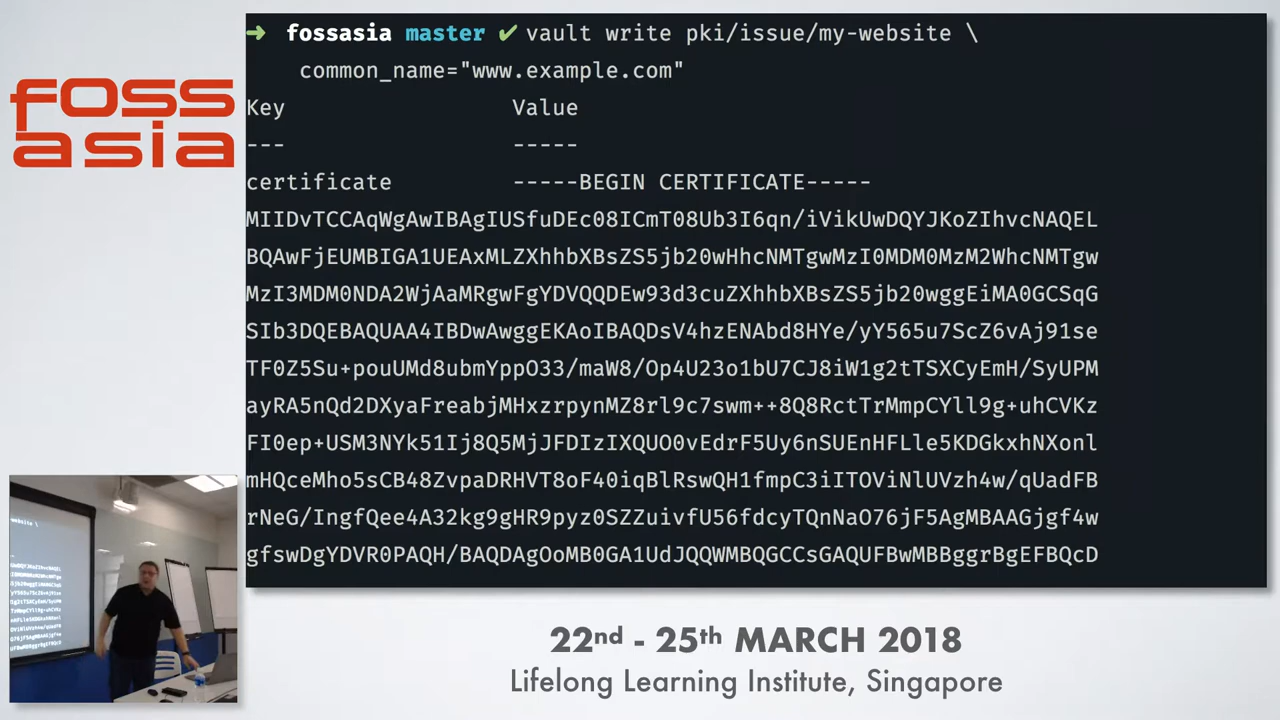 foss
asia
➜ fossasia master ✔ vault write pki/issue/my-website \
common_name="www.example.com"
Key Value
--- -----
certificate -----BEGIN CERTIFICATE-----
MIIDvTCCAqWgAwIBAgIUSfuDEc08ICmT08Ub3I6qn/iVikUwDQYJKoZIhvcNAQEL
BQAwFjEUMBIGA1UEAxMLZXhhbXBsZS5jb20wHhcNMTgwMzI0MDM0MzM2WhcNMTgw
MzI3MDM0NDA2WjAaMRgwFgYDVQQDEw93d3cuZXhhbXBsZS5jb20wggEiMA0GCSqG
SIb3DQEBAQUAA4IBDwAwggEKAoIBAQDsV4hzENAbd8HYe/yY565u7ScZ6vAj91se
TF0Z5Su+pouUMd8ubmYppO33/maW8/Op4U23o1bU7CJ8iW1g2tTSXCyEmH/SyUPM
ayRA5nQd2DXyaFreabjMHxzrpynMZ8rl9c7swm++8Q8RctTrMmpCYll9g+uhCVKz
FI0ep+USM3NYk51Ij8Q5MjJFDIzIXQUO0vEdrF5Uy6nSUEnHFLle5KDGkxhNXonl
mHQceMho5sCB48ZvpaDRHVT8oF40iqBlRswQH1fmpC3iITOViNlUVzh4w/qUadFB
rNeG/IngfQee4A32kg9gHR9pyz0SZZuivfU56fdcyTQnNaO76jF5AgMBAAGjgf4w
gfswDgYDVR0PAQH/BAQDAgOoMB0GA1UdJQQWMBQGCCsGAQUFBwMBBggrBgEFBQcD
22nd - 25th MARCH 2018
Lifelong Learning Institute, Singapore